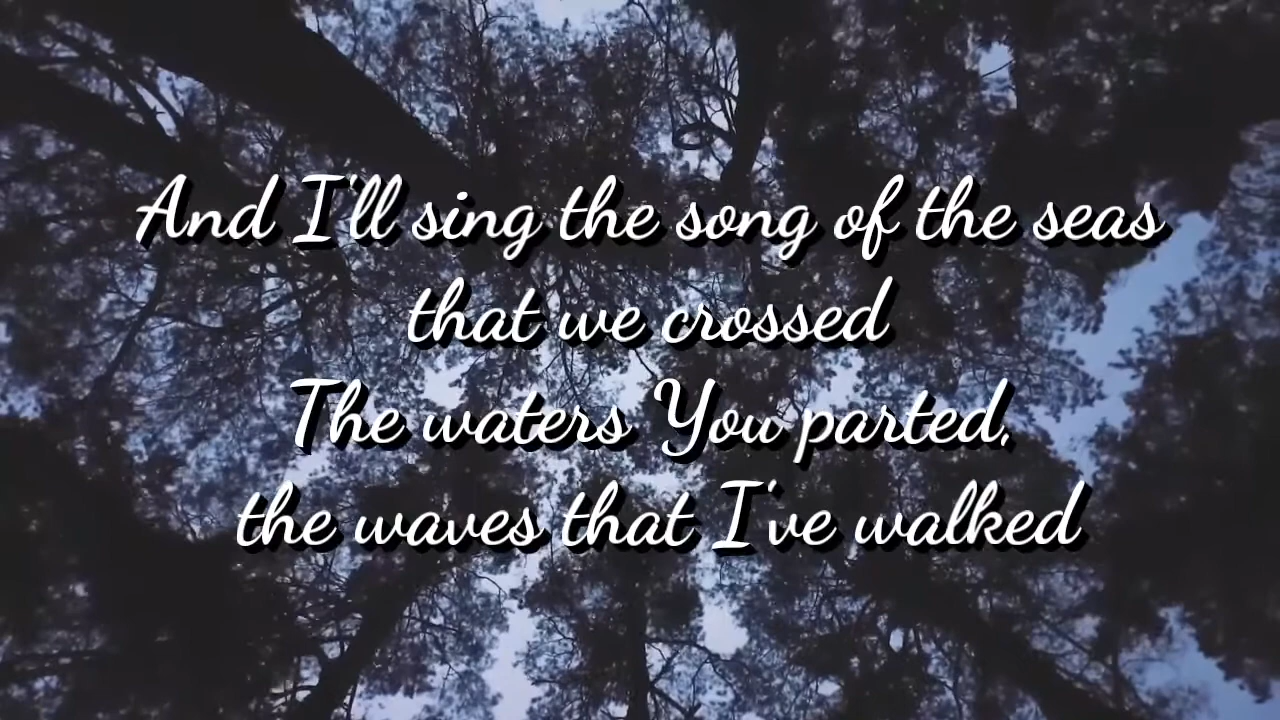 And I'll sing the song of the seas
that we crossed
The waters You parted,
the waves that I've walked